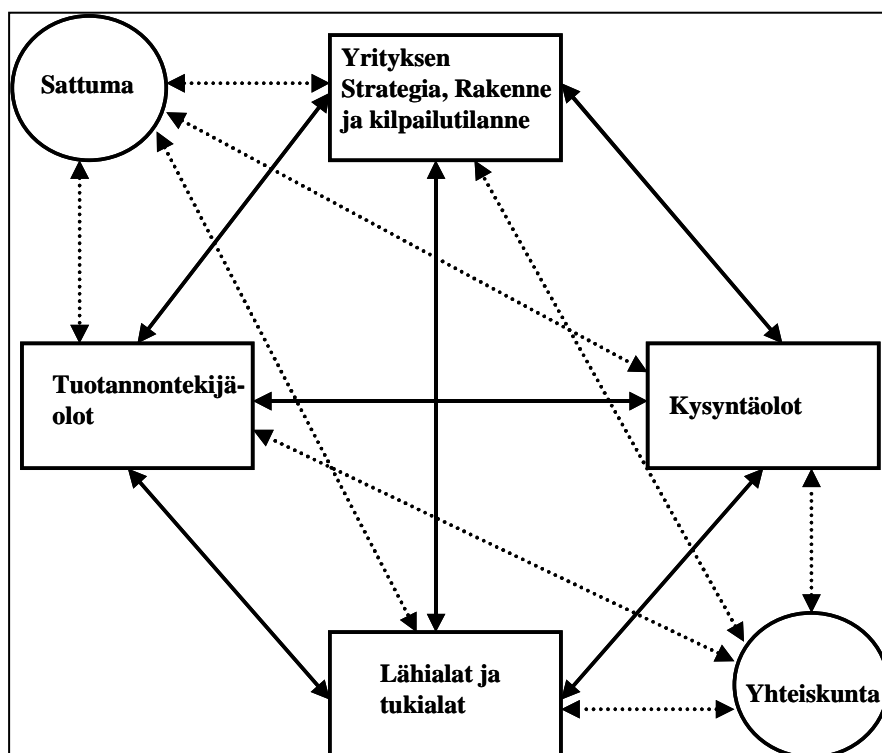 Sattuma
Yrityksen
Strategia, Rakenne
ja kilpailutilanne
Tuotannontekijä-
olot
Kysyntäolot
Lähialat ja
tukialat
Yhteiskunta